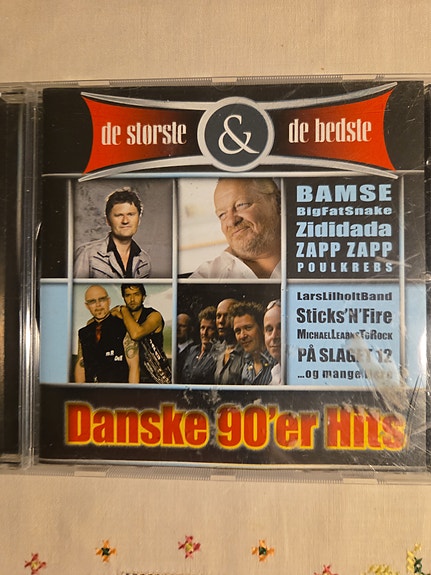 de største & de bedste
BAMSE
BigFatSnake
Zididada
ZAPP ZAPP
POULKREBS
LarsLilholtBand
Sticks'N'Fire
MICHAELLEARNSTOROCK
PÅ SLAGET 12
...og mange flere
Danske 90'er Hits